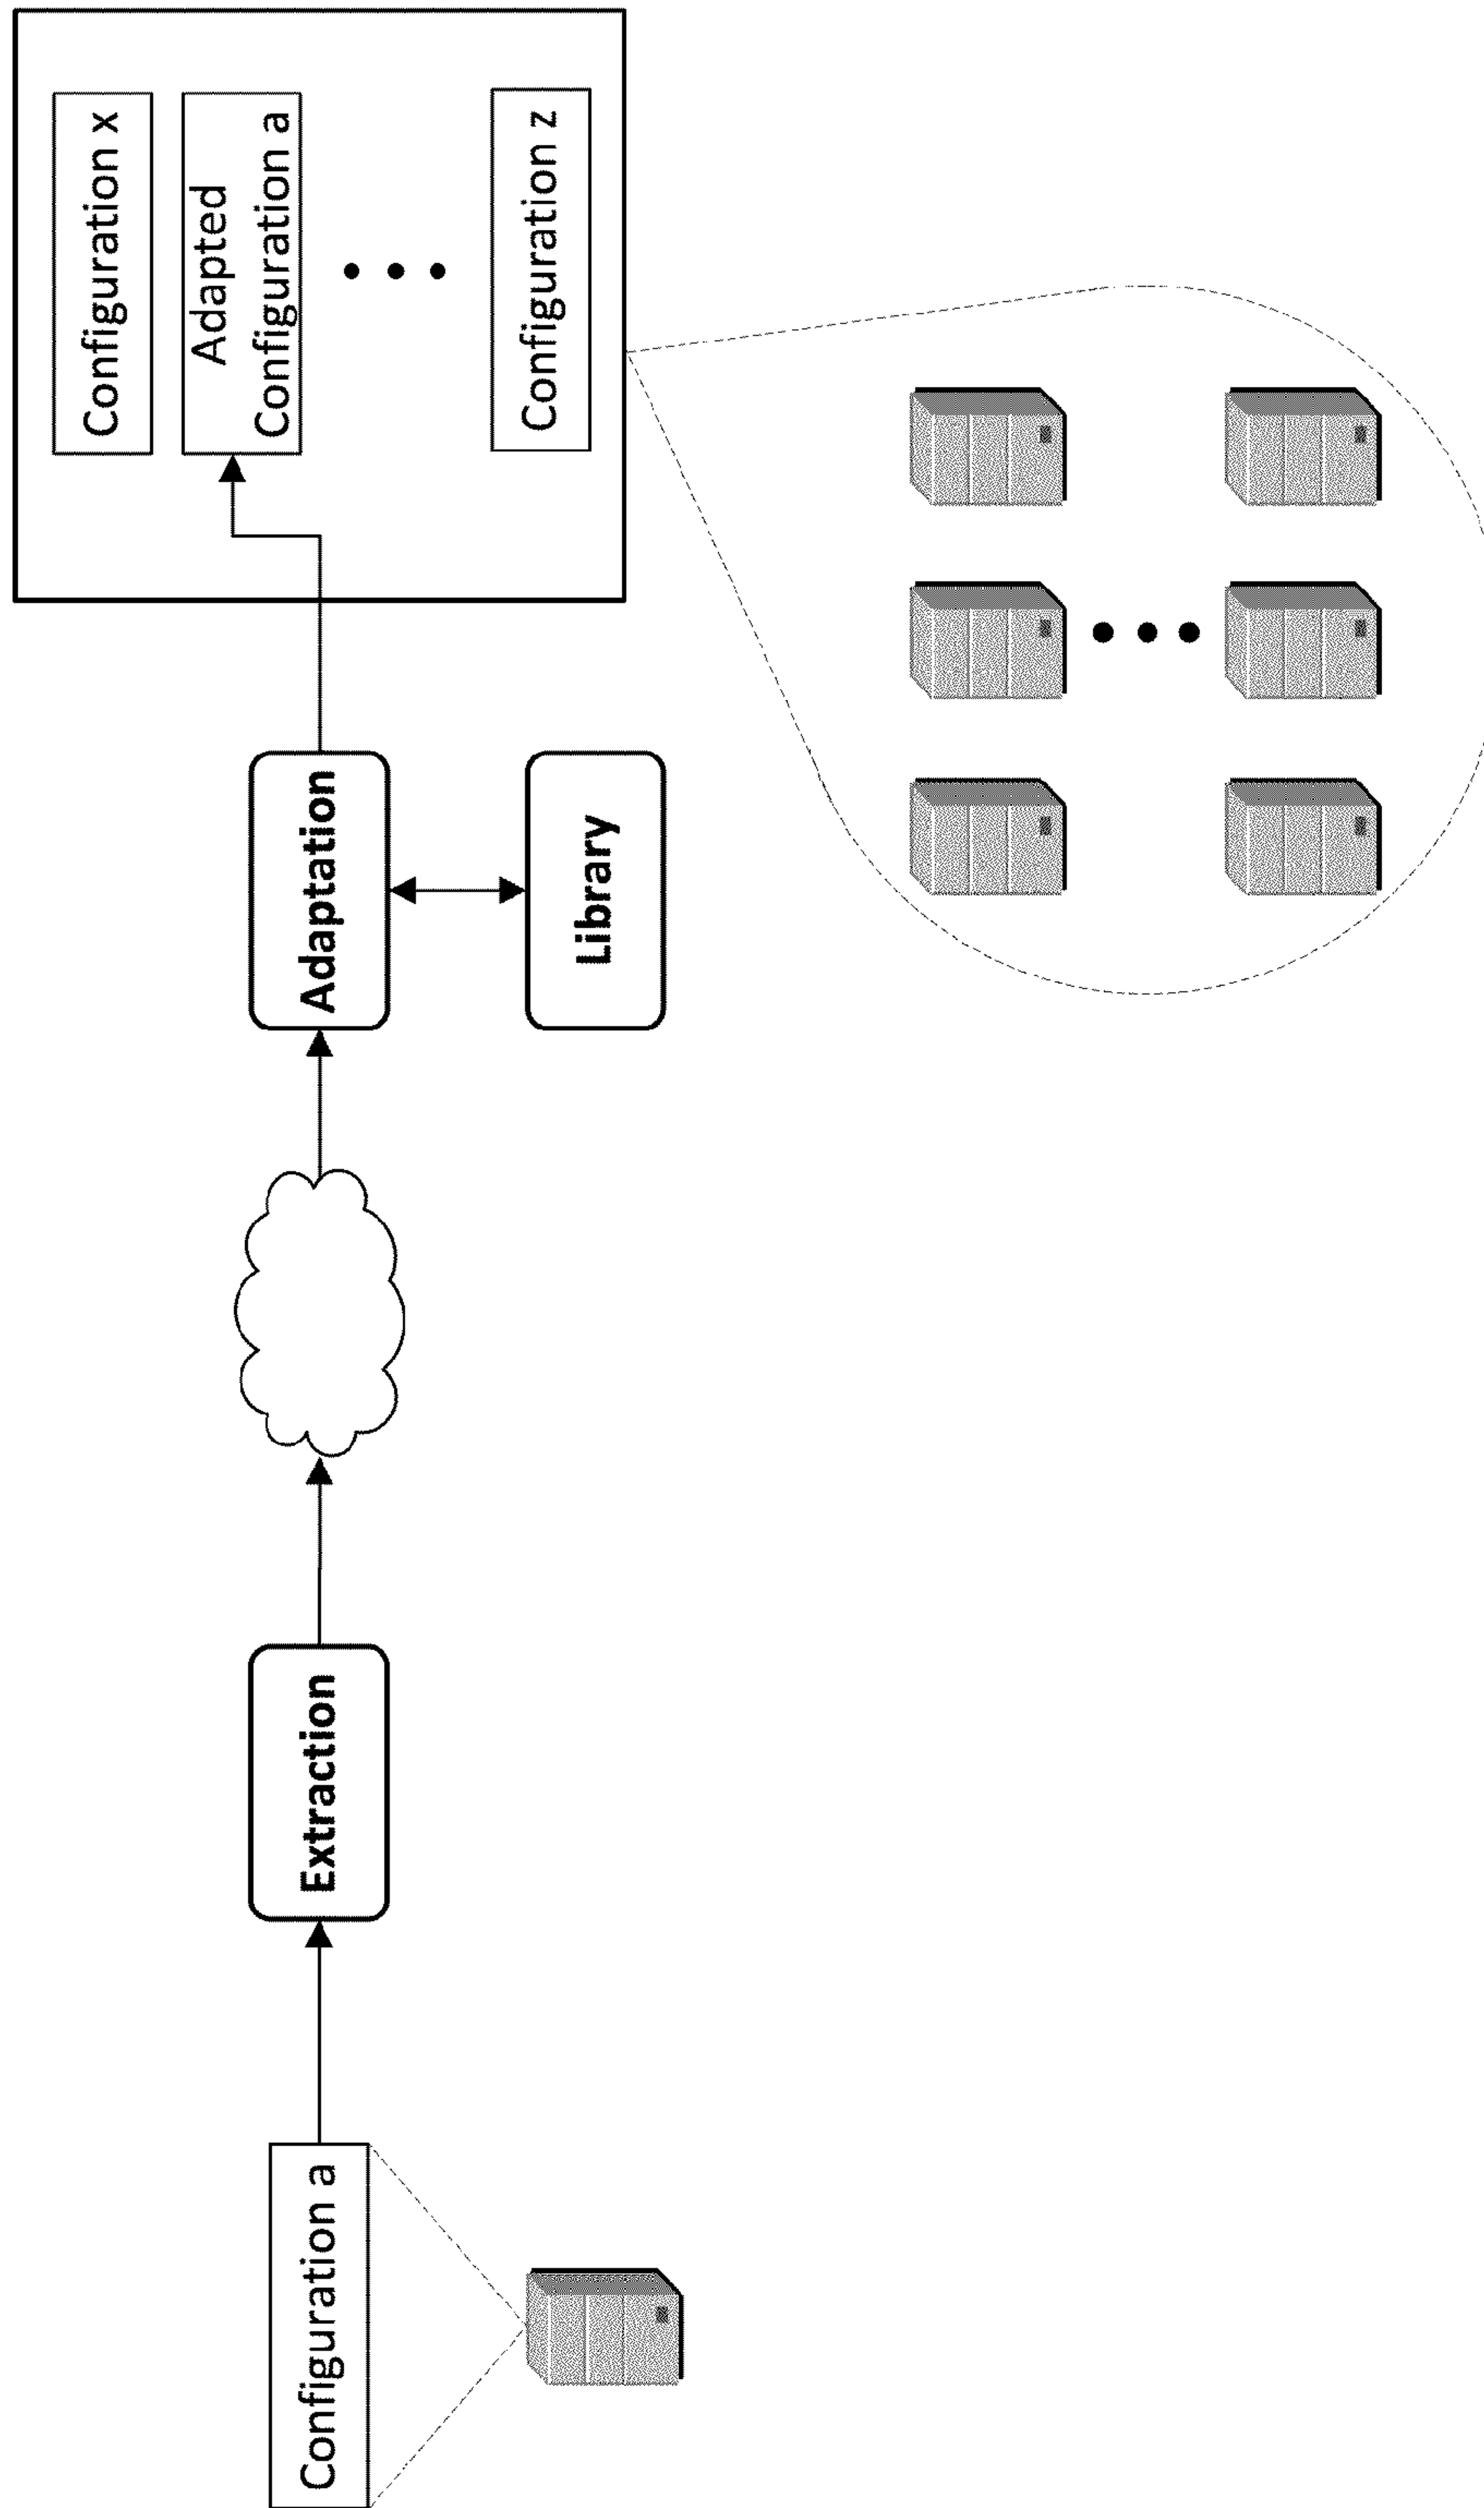 Configuration a
Extraction
Adaptation
Library
Configuration x
Adapted
Configuration a
Configuration z